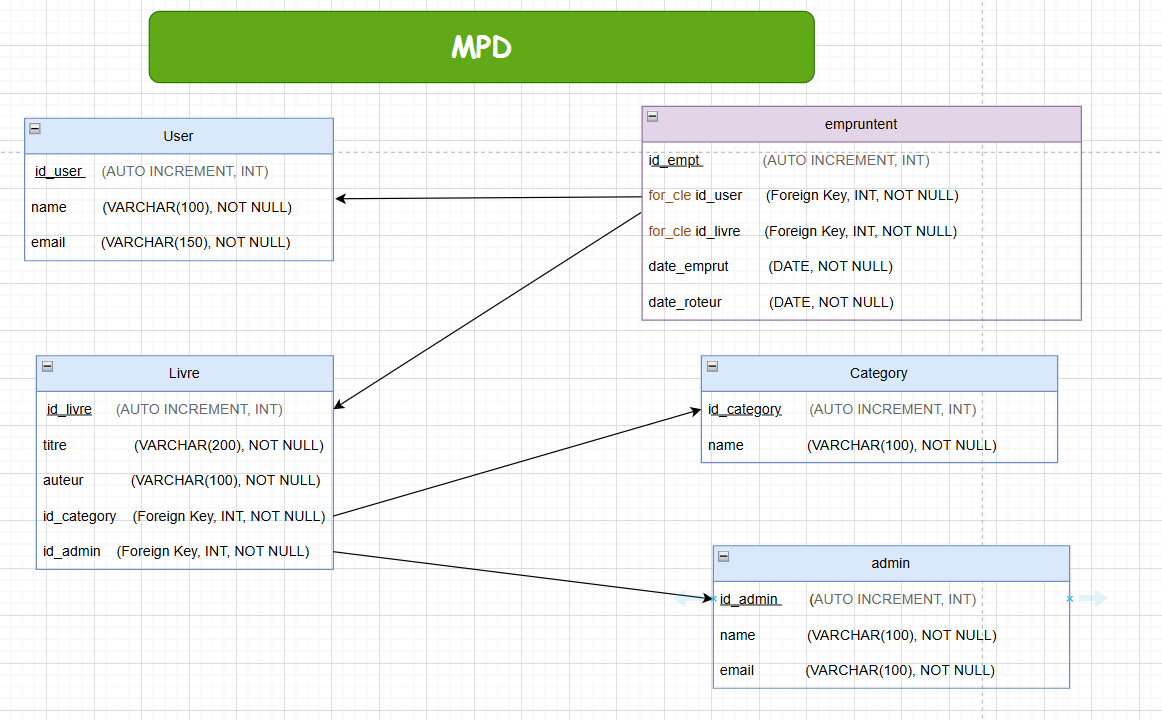 MPD
User
id_user (AUTO INCREMENT, INT)
name (VARCHAR(100), NOT NULL)
email (VARCHAR(150), NOT NULL)
empruntent
id_empt (AUTO INCREMENT, INT)
for_cle id_user (Foreign Key, INT, NOT NULL)
for_cle id_livre (Foreign Key, INT, NOT NULL)
date_emprut (DATE, NOT NULL)
date_roteur (DATE, NOT NULL)
Livre
id_livre (AUTO INCREMENT, INT)
titre (VARCHAR(200), NOT NULL)
auteur (VARCHAR(100), NOT NULL)
id_category (Foreign Key, INT, NOT NULL)
id_admin (Foreign Key, INT, NOT NULL)
Category
id_category (AUTO INCREMENT, INT)
name (VARCHAR(100), NOT NULL)
admin
id_admin (AUTO INCREMENT, INT)
name (VARCHAR(100), NOT NULL)
email (VARCHAR(100), NOT NULL)